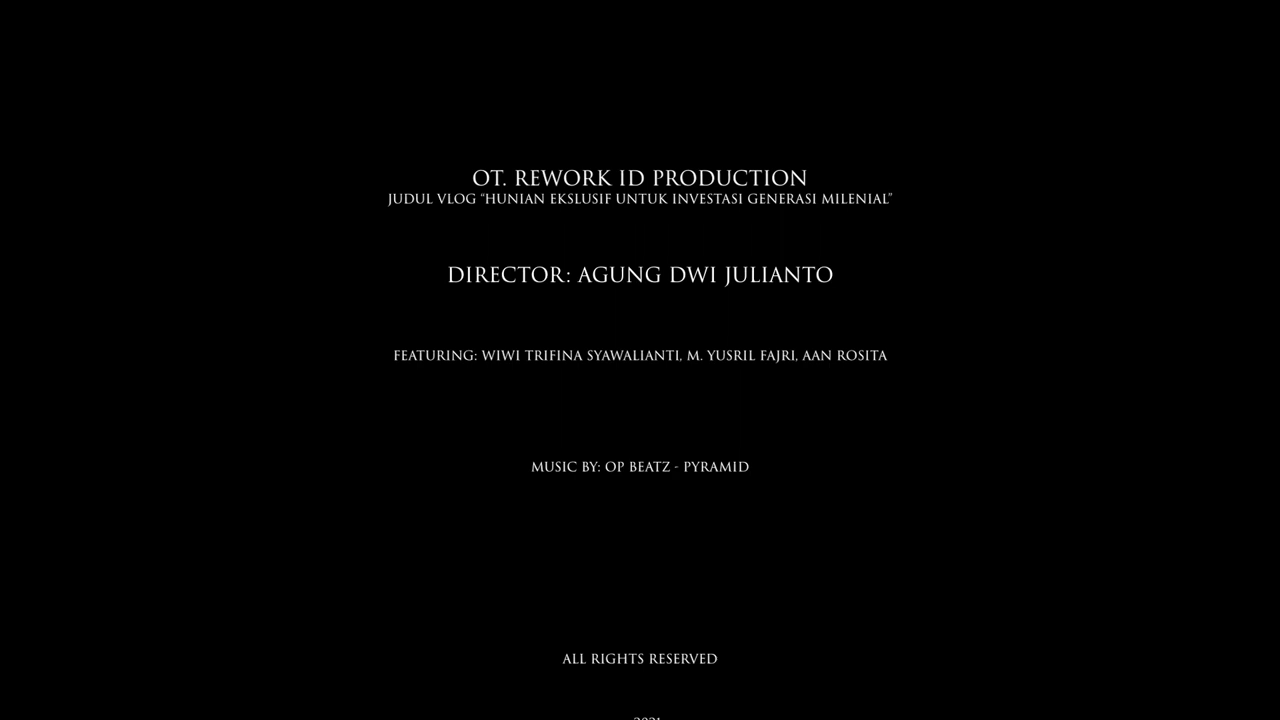 OT. REWORK ID PRODUCTION
JUDUL VLOG “HUNIAN EKSLUSIF UNTUK INVESTASI GENERASI MILENIAL”
DIRECTOR: AGUNG DWI JULIANTO
FEATURING: WIWI TRIFINA SYAWALIANTI, M. YUSRIL FAJRI, AAN ROSITA
MUSIC BY: OP BEATZ - PYRAMID
ALL RIGHTS RESERVED